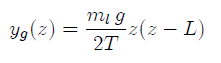 y_g(z) = \frac{m_l g}{2T} z(z − L)